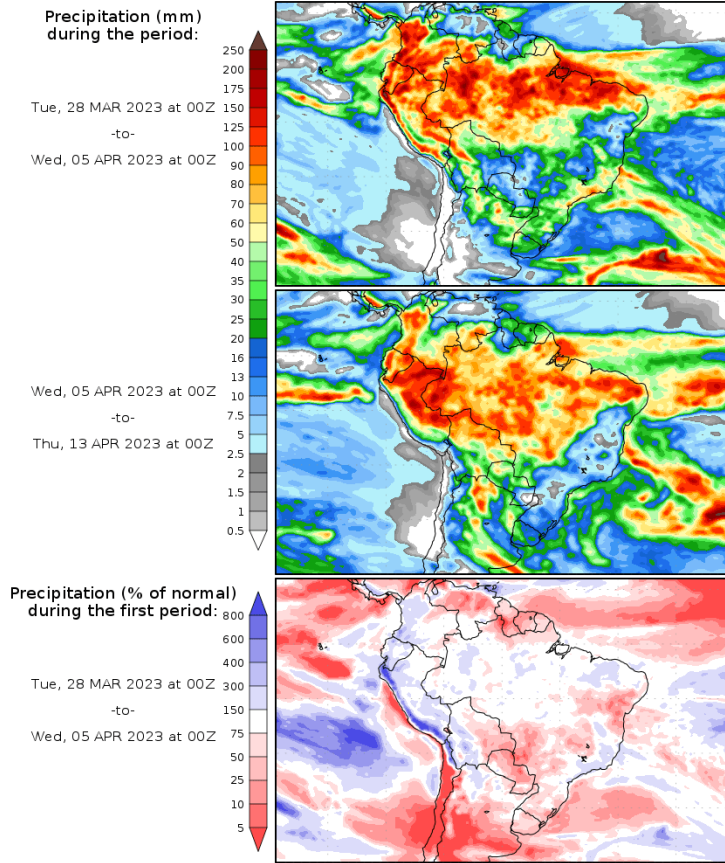 Precipitation (mm)
during the period:
Tue, 28 MAR 2023 at 00Z
-to-
Wed, 05 APR 2023 at 00Z
Wed, 05 APR 2023 at 00Z
-to-
Thu, 13 APR 2023 at 00Z
250
200
175
150
125
100
90
80
70
60
50
40
35
30
25
20
16
13
10
7.5
5
2.5
2
1.5
1
0.5
Precipitation (% of normal)
during the first period:
Tue, 28 MAR 2023 at 00Z
-to-
Wed, 05 APR 2023 at 00Z
800
600
400
300
150
75
50
25
10
5